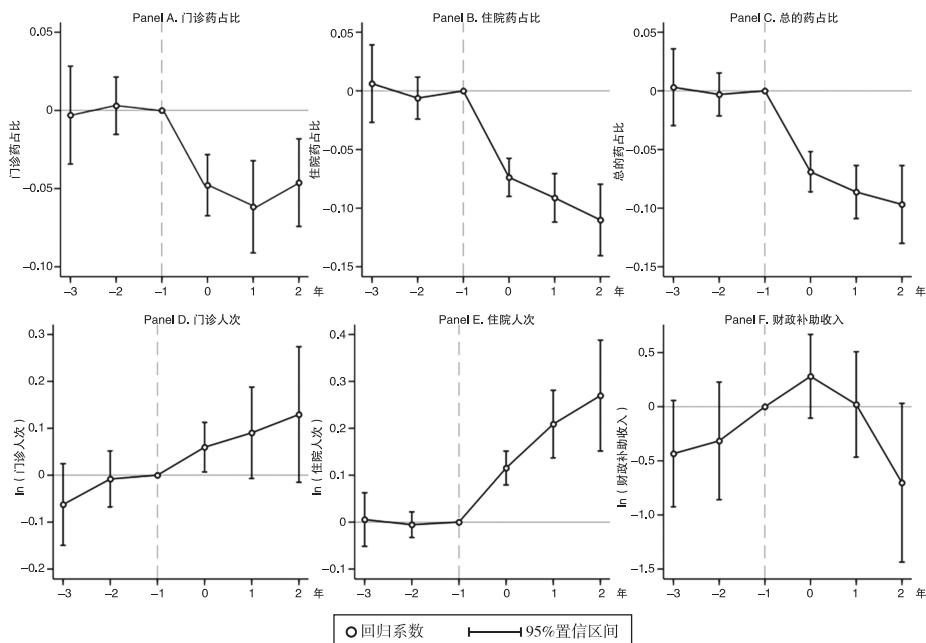 Panel A. 门诊药占比
0.05
0
−0.05
−0.10
门诊药占比
−3 −2 −1 0 1 2 年
Panel B. 住院药占比
0.05
0
−0.05
−0.10
−0.15
住院药占比
−3 −2 −1 0 1 2 年
Panel C. 总的药占比
0.05
0
−0.05
−0.10
−0.15
总的药占比
−3 −2 −1 0 1 2 年
Panel D. 门诊人次
0.3
0.2
0.1
0
−0.1
−0.2
ln（门诊人次）
−3 −2 −1 0 1 2 年
Panel E. 住院人次
0.4
0.3
0.2
0.1
0
−0.1
ln（住院人次）
−3 −2 −1 0 1 2 年
Panel F. 财政补助收入
0.5
0
−0.5
−1.0
−1.5
ln（财政补助收入）
−3 −2 −1 0 1 2 年
回归系数 95%置信区间